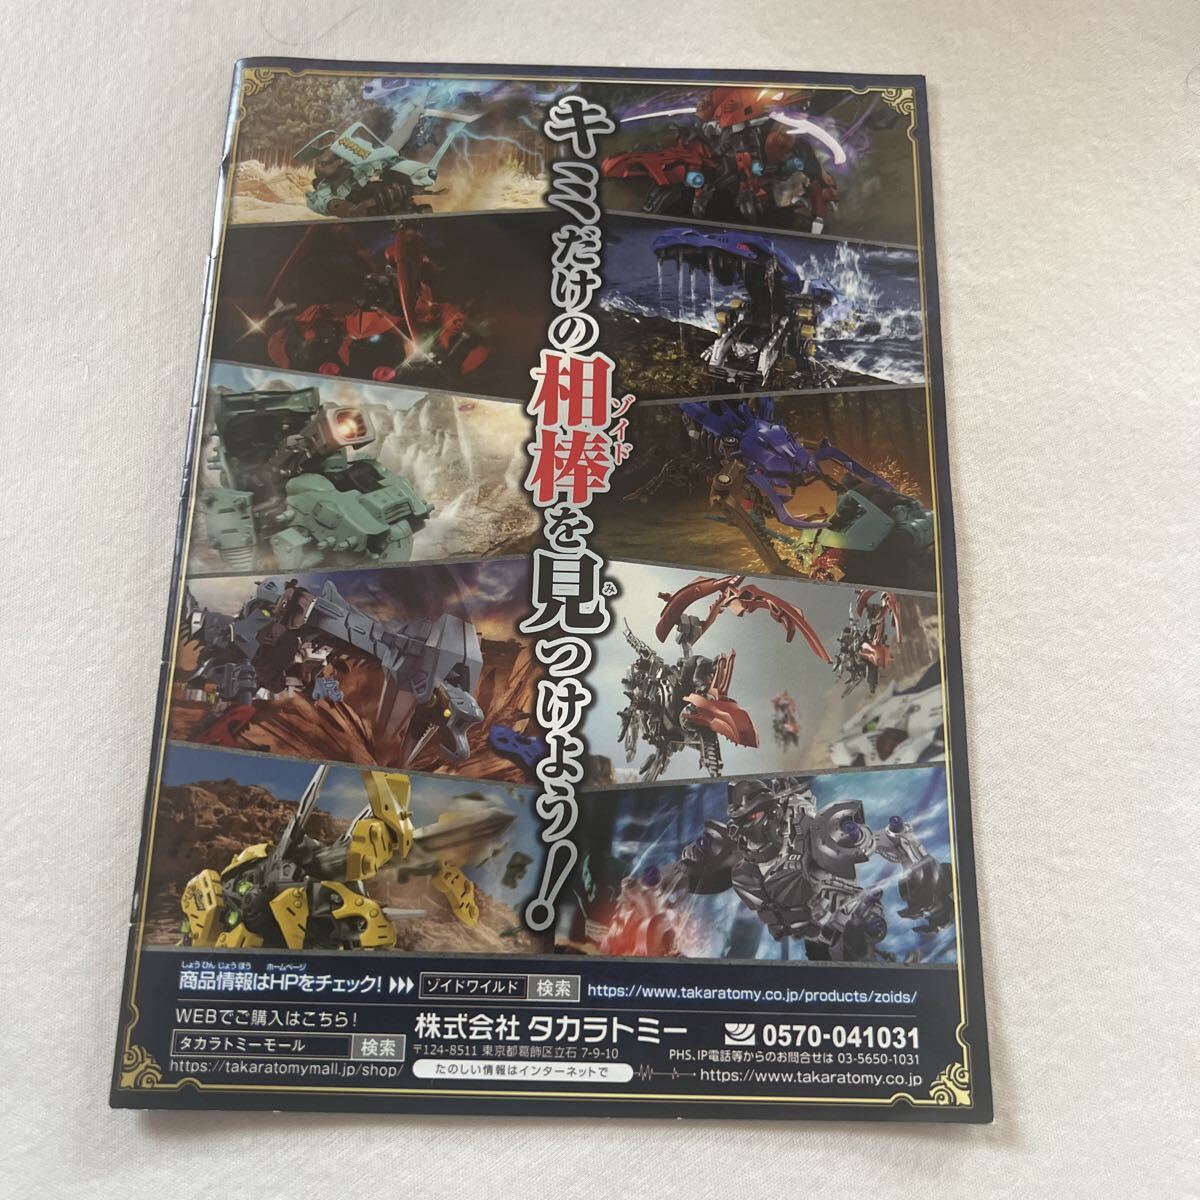 キミだけの相棒を見つけよう!
ゾイド
み
しょうひんじょうほう ホームページ
商品情報はHPをチェック!
ゾイドワイルド 検索
https://www.takaratomy.co.jp/products/zoids/
WEBでご購入はこちら!
タカラトミーモール 検索
https://takaratomymall.jp/shop/
株式会社 タカラトミー
〒124-8511 東京都葛飾区立石 7-9-10
たのしい情報はインターネットで
0570-041031
PHS、IP電話等からのお問合せは 03-5650-1031
https://www.takaratomy.co.jp
01